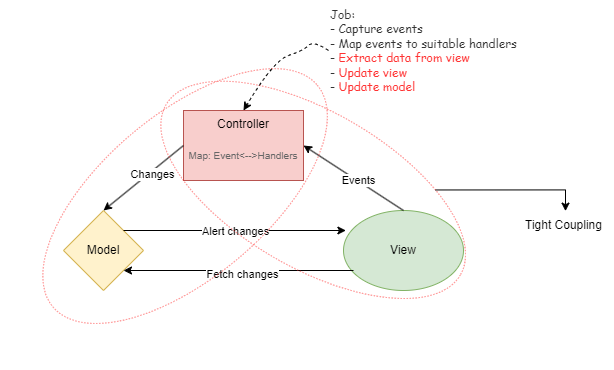 Job:
- Capture events
- Map events to suitable handlers
- Extract data from view
- Update view
- Update model
Controller
Map: Event<-->Handlers
Changes
Events
Alert changes
Tight Coupling
Model
View
Fetch changes